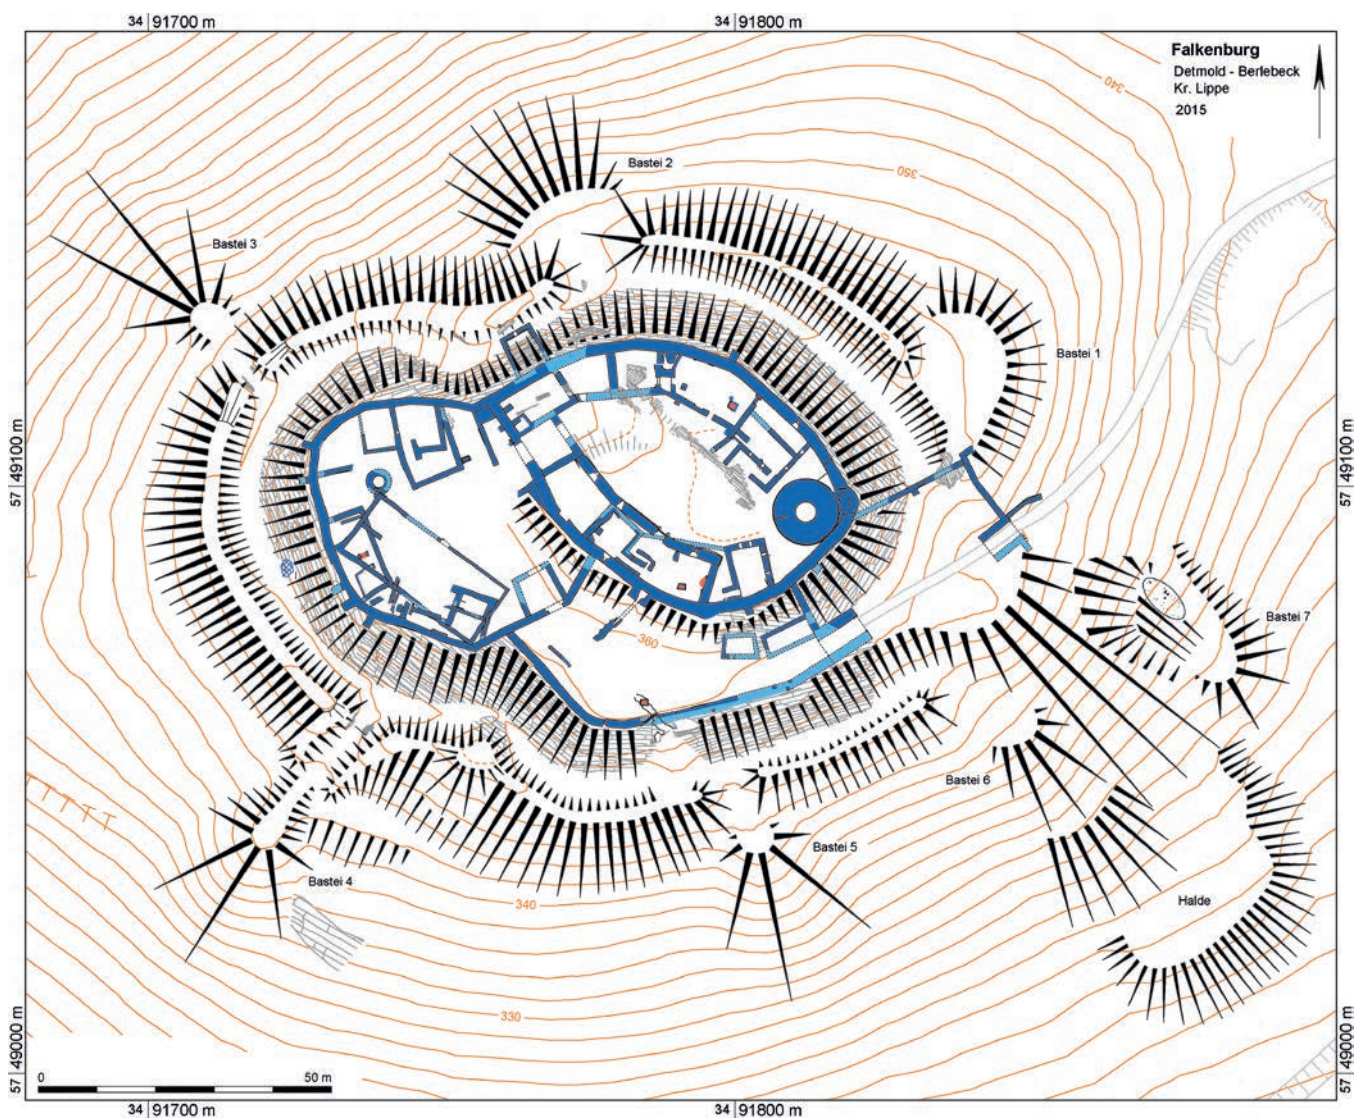 34 91700 m
34 91800 m
Falkenburg
Detmold - Berlebeck
Kr. Lippe
2015
340
Bastei 2
350
Bastei 3
Bastei 1
57 49100 m
57 49100 m
Bastei 7
360
Bastei 6
Bastei 5
Bastei 4
340
Halde
330
57 49000 m
57 49000 m
0 50 m
34 91700 m
34 91800 m